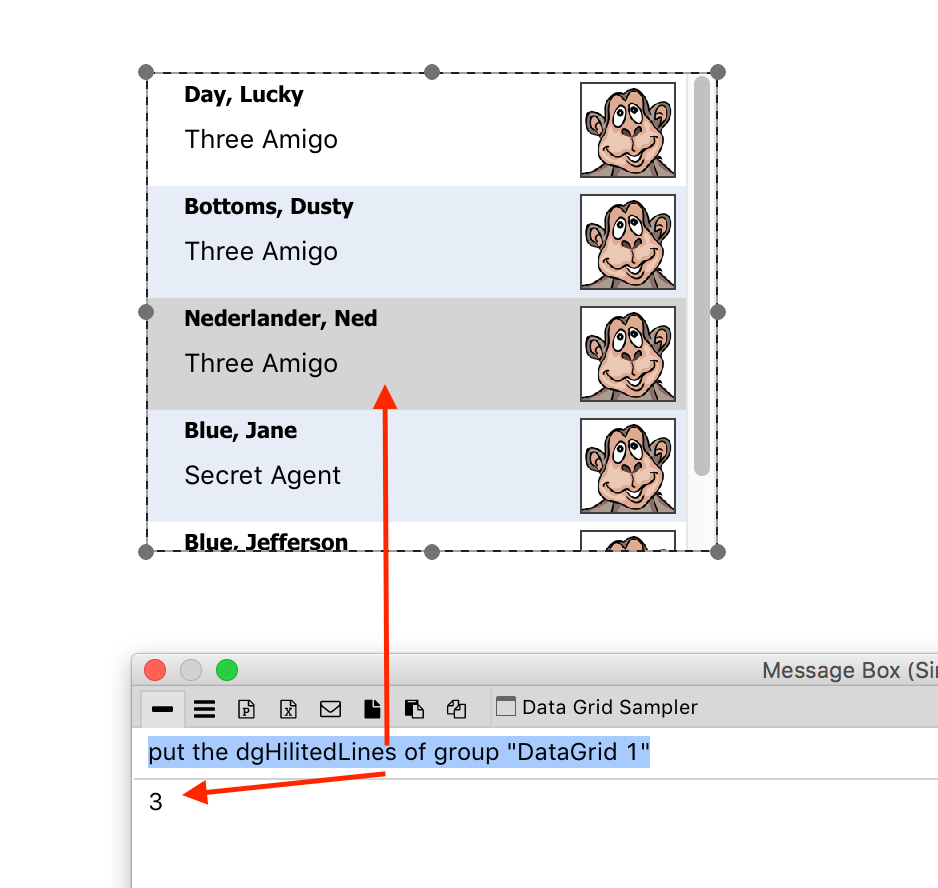 Day, Lucky
Three Amigo
Bottoms, Dusty
Three Amigo
Nederlander, Ned
Three Amigo
Blue, Jane
Secret Agent
Blue, Jefferson
Message Box (Sin
P
X
Data Grid Sampler
put the dgHilitedLines of group "DataGrid 1"
3